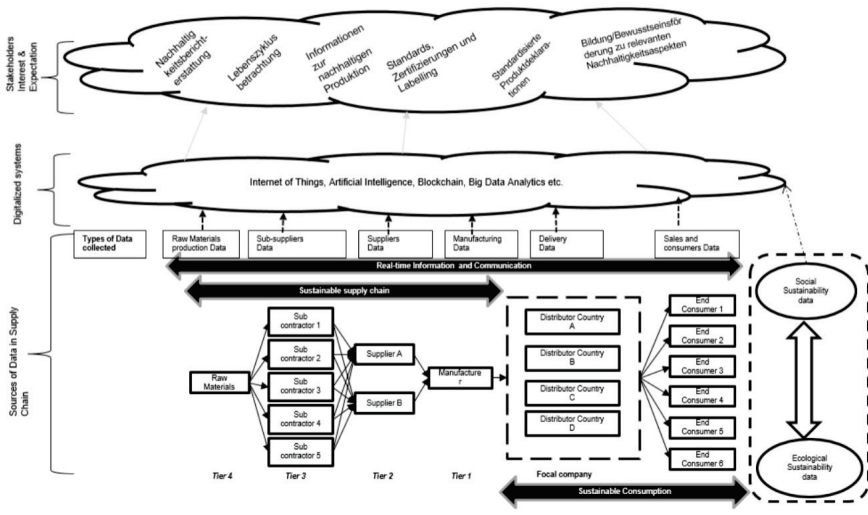 Stakeholders
Interest &
Expectation
Nachhaltig
keitsbericht-
erstattung
Lebenszyklus
betrachtung
Informationen
zur
nachhaltigen
Produktion
Standards,
Zertifizierungen und
Labelling
Standardisierte
Produktdeklara-
tionen
Bildung/Bewusstseinsför
derung zu relevanten
Nachhaltigkeitsaspekten
Digitalized systems
Internet of Things, Artificial Intelligence, Blockchain, Big Data Analytics etc.
Types of Data
collected
Raw Materials
production Data
Sub-suppliers
Data
Suppliers
Data
Manufacturing
Data
Delivery
Data
Sales and
consumers Data
Real-time Information and Communication
Sustainable supply chain
Sources of Data in Supply
Chain
Raw
Materials
Sub
contractor 1
Sub
contractor 2
Sub
contractor 3
Sub
contractor 4
Sub
contractor 5
Supplier A
Supplier B
Manufacture
r
Distributor Country
A
Distributor Country
B
Distributor Country
C
Distributor Country
D
End
Consumer 1
End
Consumer 2
End
Consumer 3
End
Consumer 4
End
Consumer 5
End
Consumer 6
Social
Sustainability
data
Ecological
Sustainability
data
Tier 4
Tier 3
Tier 2
Tier 1
Focal company
Sustainable Consumption